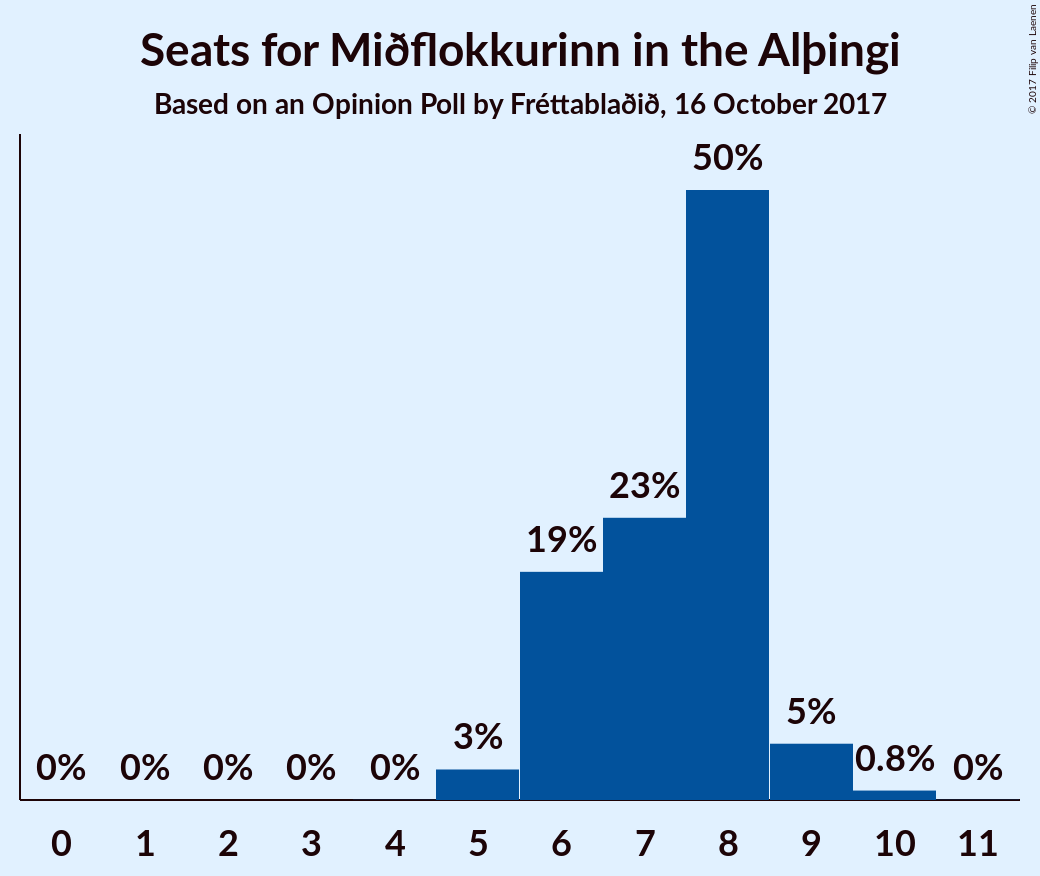 Seats for Miðflokkurinn in the Alþingi
Based on an Opinion Poll by Fréttablaðið, 16 October 2017
© 2017 Filip van Laenen
50%
23%
19%
5%
3%
0.8%
0% 0% 0% 0% 0% 0%
0 1 2 3 4 5 6 7 8 9 10 11